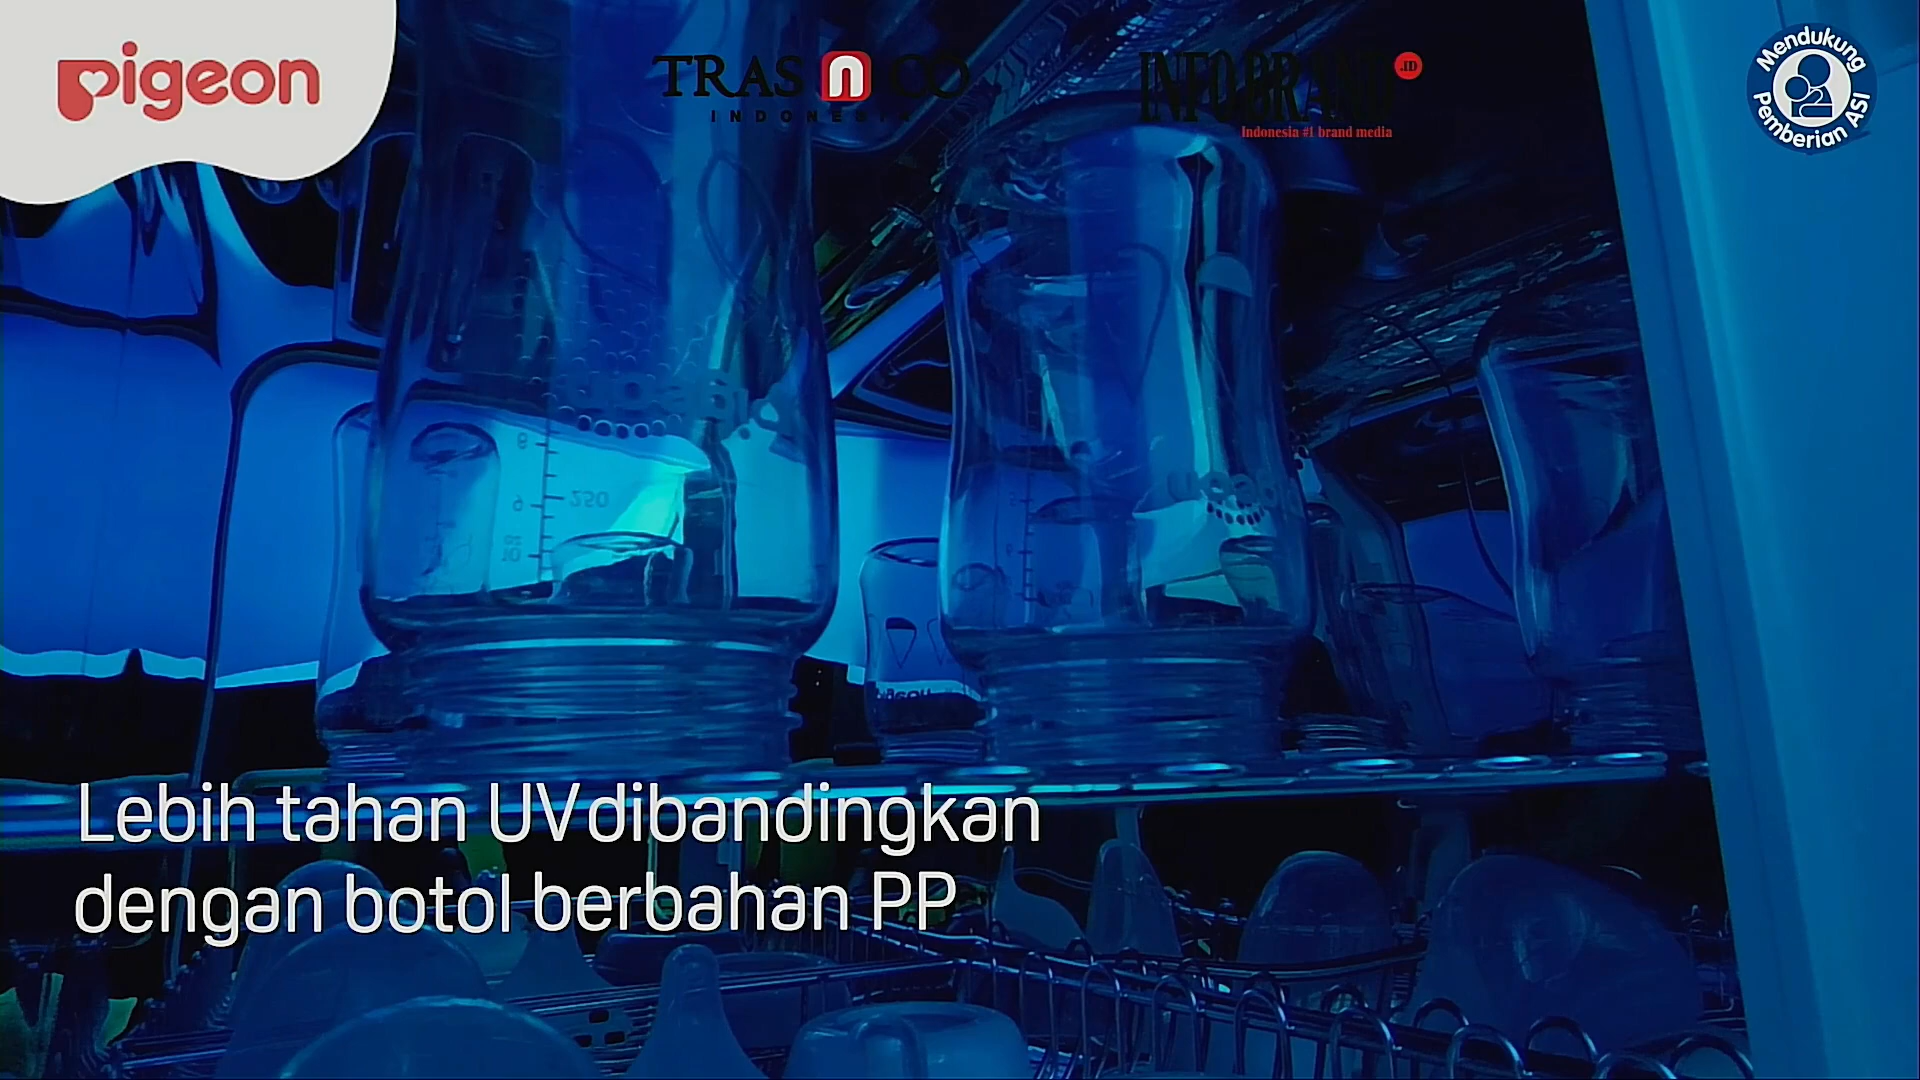 pigeon
TRAS N CO
INDONESIA
INFOBRAND .ID
Indonesia #1 brand media
Mendukung
Pemberian ASI
250
Lebih tahan UV dibandingkan
dengan botol berbahan PP